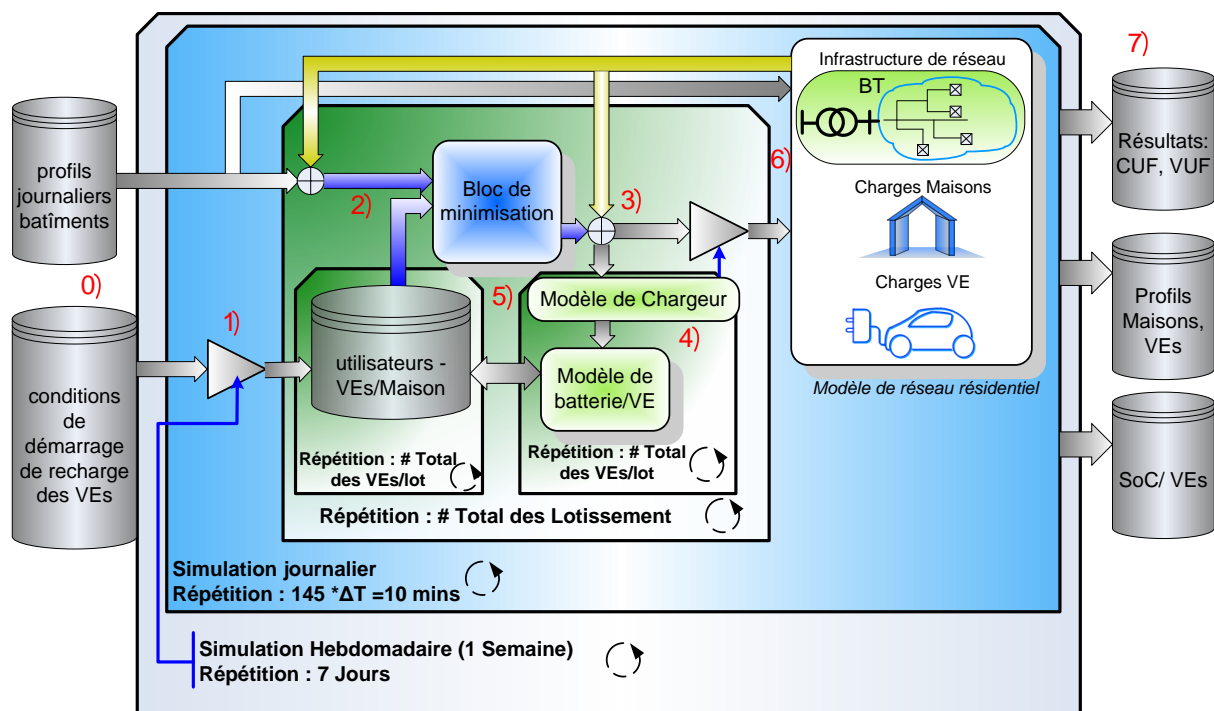 7)
Infrastructure de réseau
BT
profils
journaliers
batîments
Résultats:
CUF, VUF
2)
Bloc de
minimisation
3)
6)
Charges Maisons
0)
1)
5)
Modèle de Chargeur
Charges VE
4)
utilisateurs -
VEs/Maison
Modèle de
batterie/VE
Profils
Maisons,
VEs
conditions
de
démarrage
de recharge
des VEs
Modèle de réseau résidentiel
Répétition : # Total
des VEs/lot
Répétition : # Total
des VEs/lot
SoC/ VEs
Répétition : # Total des Lotissement
Simulation journalier
Répétition : 145 *ΔT =10 mins
Simulation Hebdomadaire (1 Semaine)
Répétition : 7 Jours